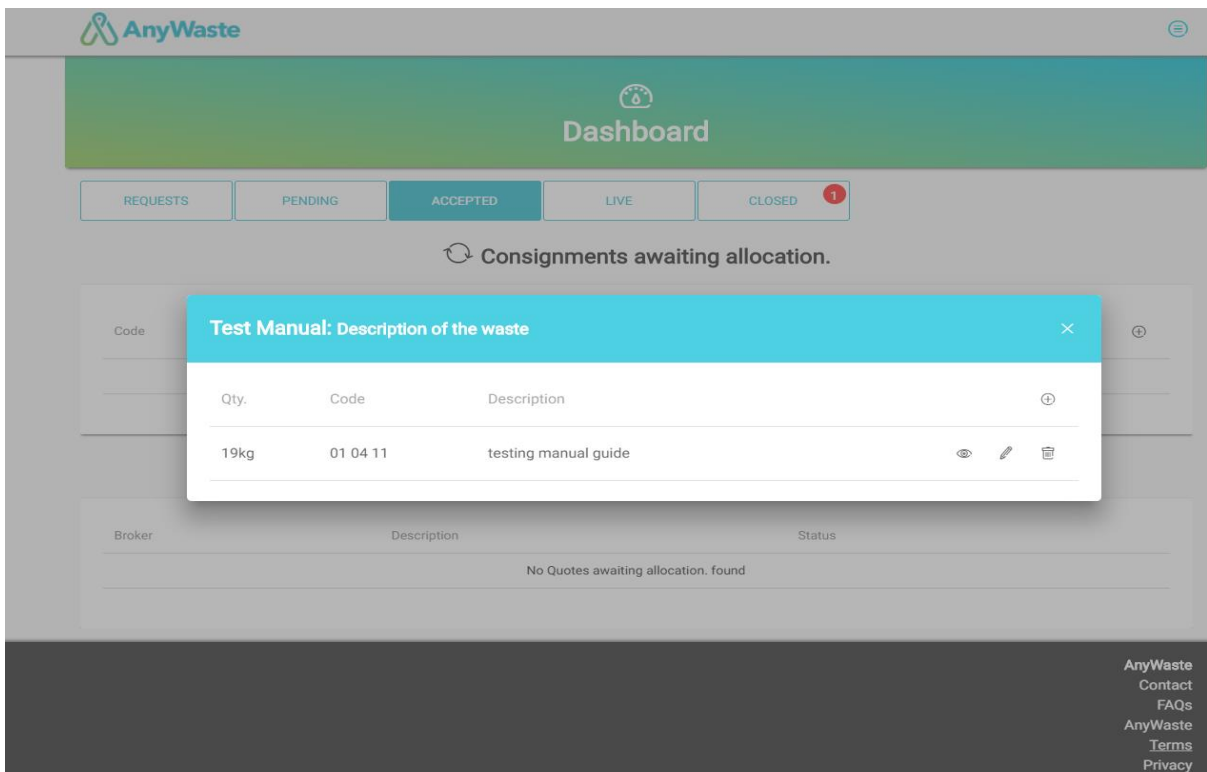 AnyWaste
Dashboard
REQUESTS PENDING ACCEPTED LIVE CLOSED 1
Consignments awaiting allocation.
Code
Test Manual: Description of the waste
Qty. Code Description
19kg 01 04 11 testing manual guide
Broker Description Status
No Quotes awaiting allocation. found
AnyWaste
Contact
FAQs
AnyWaste
Terms
Privacy